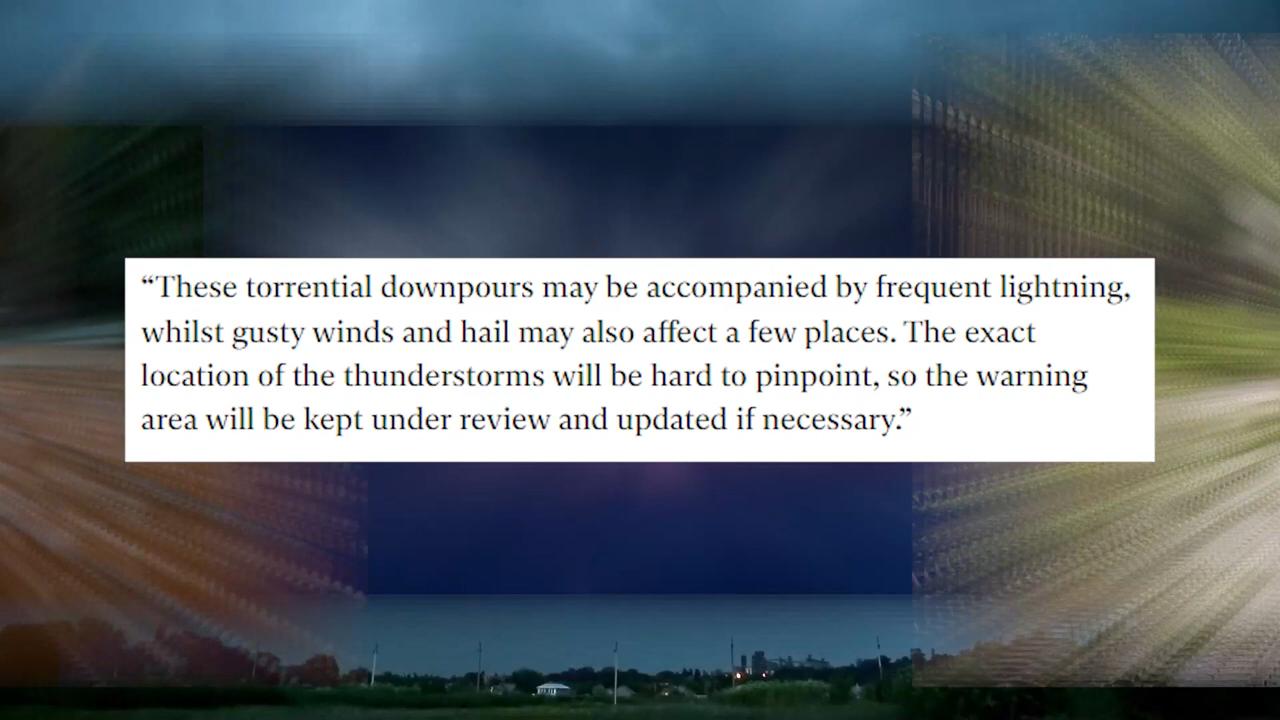 “These torrential downpours may be accompanied by frequent lightning,
whilst gusty winds and hail may also affect a few places. The exact
location of the thunderstorms will be hard to pinpoint, so the warning
area will be kept under review and updated if necessary.”